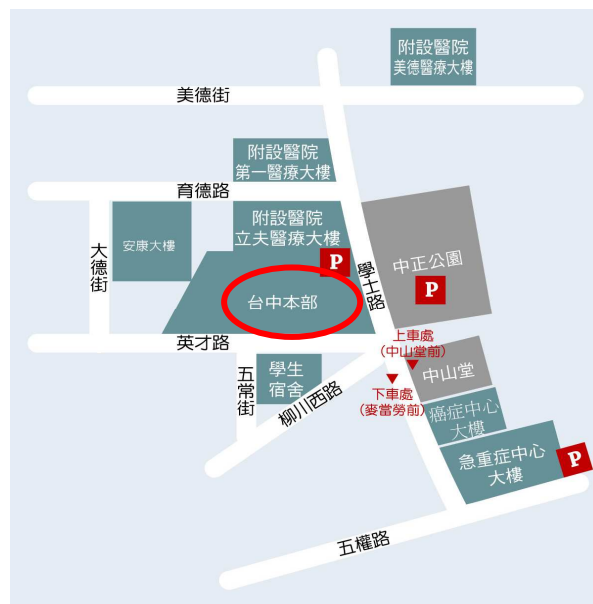 附設醫院
美德醫療大樓
美德街
附設醫院
第一醫療大樓
育德路
大德街
安康大樓
附設醫院
立夫醫療大樓
P
學士路
中正公園
P
台中本部
英才路
上車處
(中山堂前)
五常街
學生
宿舍
柳川西路
下車處
(麥當勞前)
中山堂
癌症中心
大樓
急重症中心
大樓
P
五權路